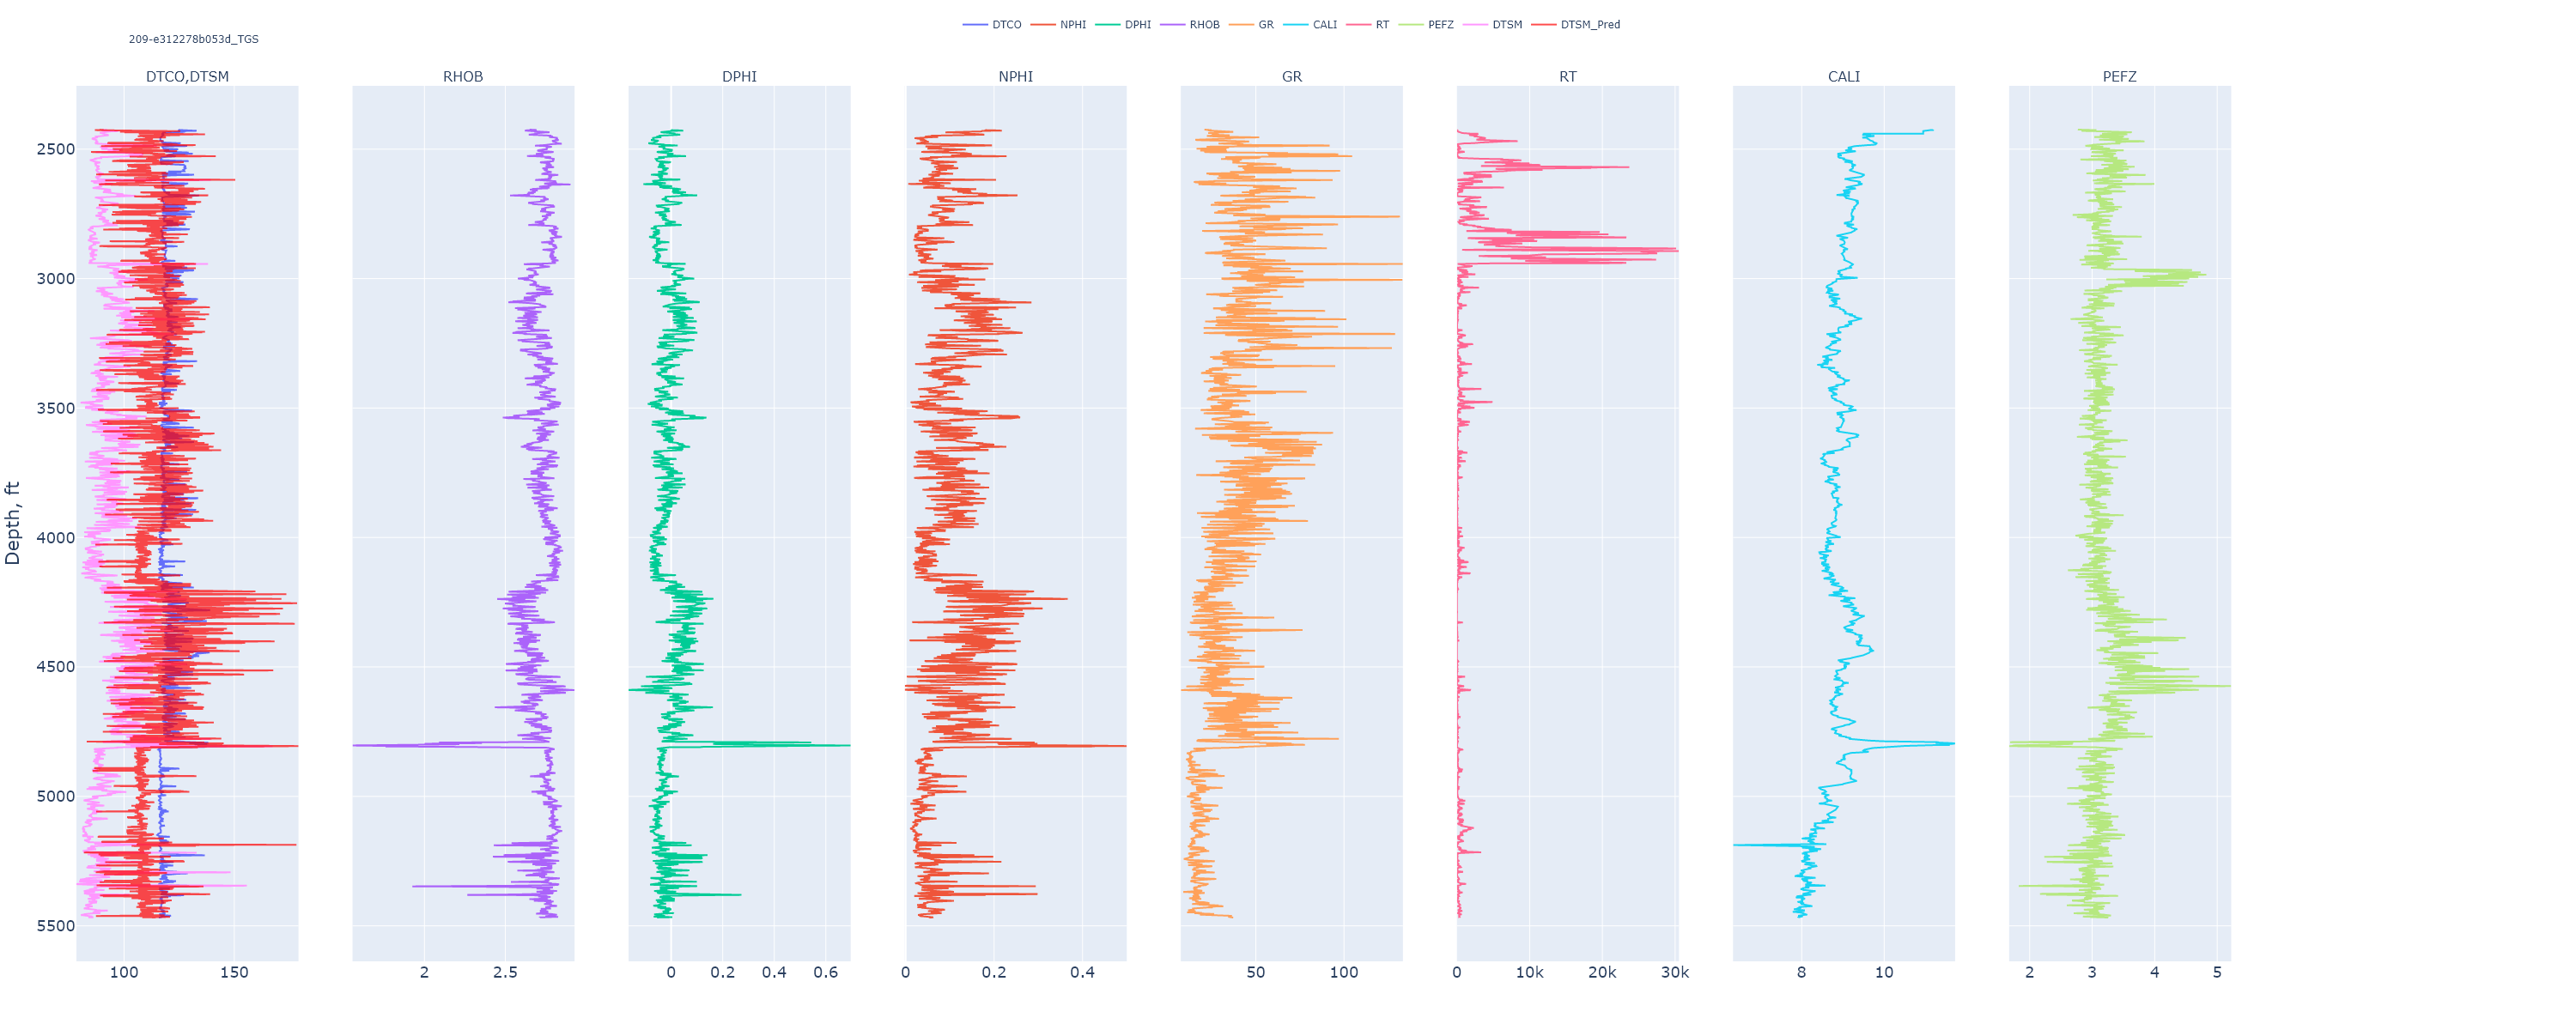 DTCO NPHI DPHI RHOB GR CALI RT PEFZ DTSM DTSM_Pred
209-e312278b053d_TGS
DTCO,DTSM RHOB DPHI NPHI GR RT CALI PEFZ
Depth, ft
2500
3000
3500
4000
4500
5000
5500
100 150 2 2.5 0 0.2 0.4 0.6 0 0.2 0.4 50 100 0 10k 20k 30k 8 10 2 3 4 5